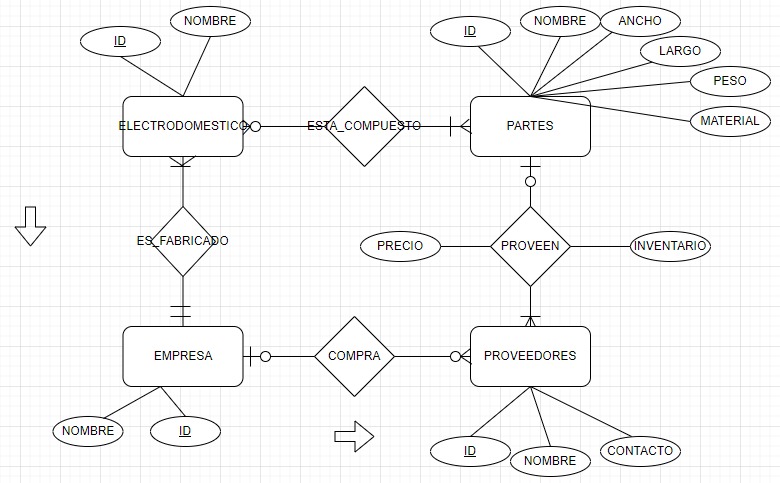 ID
NOMBRE
ID
NOMBRE
ANCHO
LARGO
PESO
MATERIAL
ELECTRODOMESTICO
ESTA_COMPUESTO
PARTES
ES_FABRICADO
PRECIO
PROVEEN
INVENTARIO
EMPRESA
COMPRA
PROVEEDORES
NOMBRE
ID
ID
NOMBRE
CONTACTO